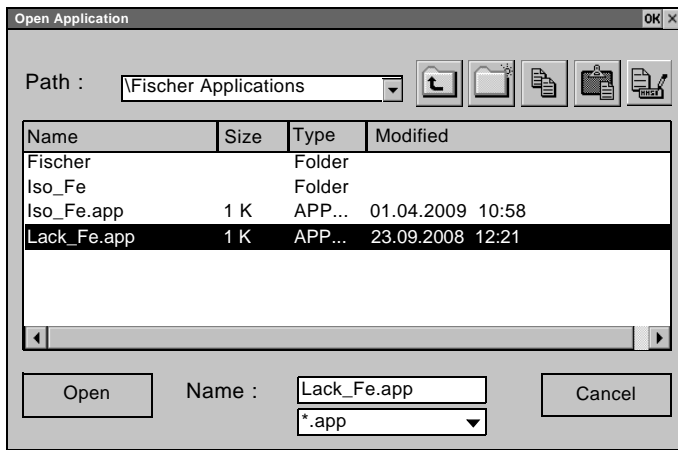 Open Application OK ×
Path : \Fischer Applications
Name Size Type Modified
Fischer Folder
Iso_Fe Folder
Iso_Fe.app 1 K APP... 01.04.2009 10:58
Lack_Fe.app 1 K APP... 23.09.2008 12:21
Open Name : Lack_Fe.app Cancel
*.app